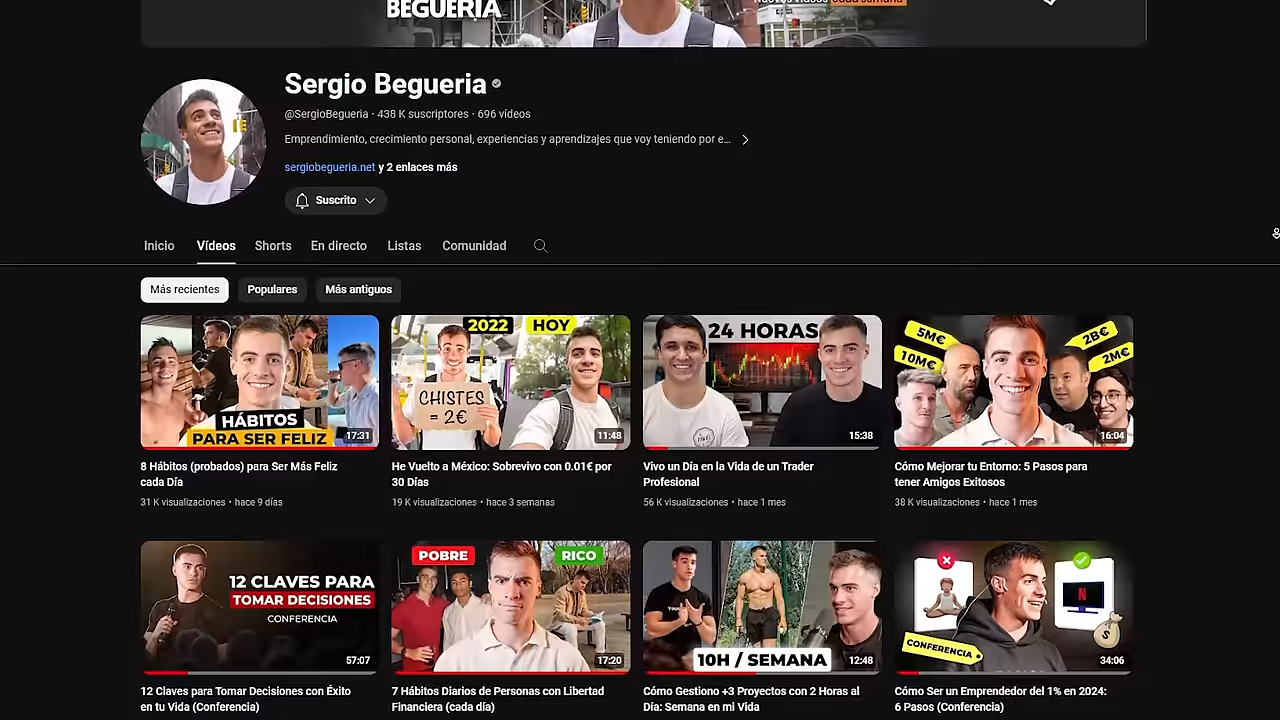 BEGUERIA
Nuevos vídeos cada semana
Sergio Begueria
@SergioBegueria · 438 K suscriptores · 696 vídeos
Emprendimiento, crecimiento personal, experiencias y aprendizajes que voy teniendo por e...
sergiobegueria.net y 2 enlaces más
Suscrito
Inicio Vídeos Shorts En directo Listas Comunidad
Más recientes Populares Más antiguos
HÁBITOS
PARA SER FELIZ
17:31
2022 HOY
CHISTES
= 2€
11:48
24 HORAS
15:38
5M€
10M€
2B€
2M€
16:04
8 Hábitos (probados) para Ser Más Feliz
cada Día
31 K visualizaciones • hace 9 días
He Vuelto a México: Sobrevivo con 0.01€ por
30 Días
19 K visualizaciones • hace 3 semanas
Vivo un Día en la Vida de un Trader
Profesional
56 K visualizaciones • hace 1 mes
Cómo Mejorar tu Entorno: 5 Pasos para
tener Amigos Exitosos
38 K visualizaciones • hace 1 mes
12 CLAVES PARA
TOMAR DECISIONES
CONFERENCIA
57:07
POBRE RICO
17:20
10H / SEMANA
12:48
N
$
CONFERENCIA
34:06
12 Claves para Tomar Decisiones con Éxito
en tu Vida (Conferencia)
7 Hábitos Diarios de Personas con Libertad
Financiera (cada día)
Cómo Gestiono +3 Proyectos con 2 Horas al
Día: Semana en mi Vida
Cómo Ser un Emprendedor del 1% en 2024:
6 Pasos (Conferencia)